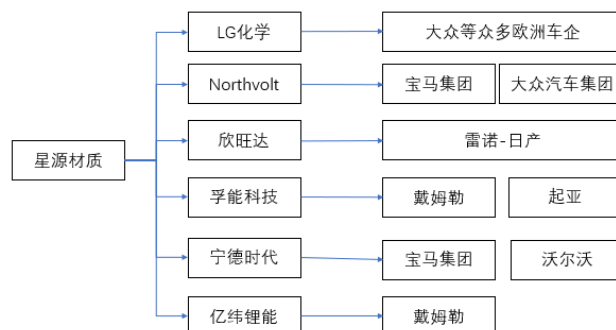 LG化学
大众等众多欧洲车企
Northvolt
宝马集团
大众汽车集团
欣旺达
雷诺-日产
星源材质
孚能科技
戴姆勒
起亚
宁德时代
宝马集团
沃尔沃
亿纬锂能
戴姆勒